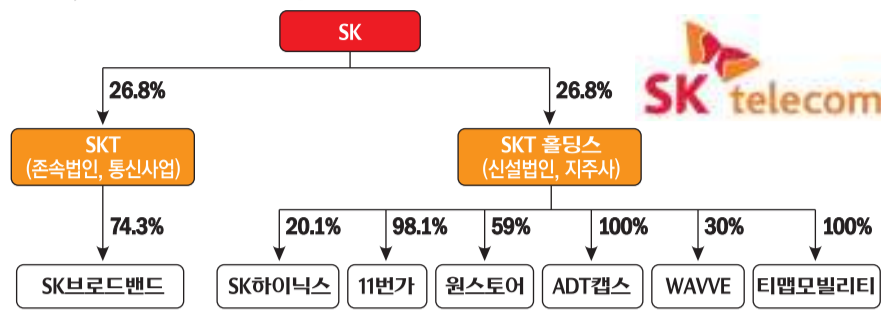 SK
SK telecom
26.8%
26.8%
SKT
(존속법인, 통신사업)
SKT 홀딩스
(신설법인, 지주사)
74.3%
20.1%
98.1%
59%
100%
30%
100%
SK브로드밴드
SK하이닉스
11번가
원스토어
ADT캡스
WAVVE
티맵모빌리티